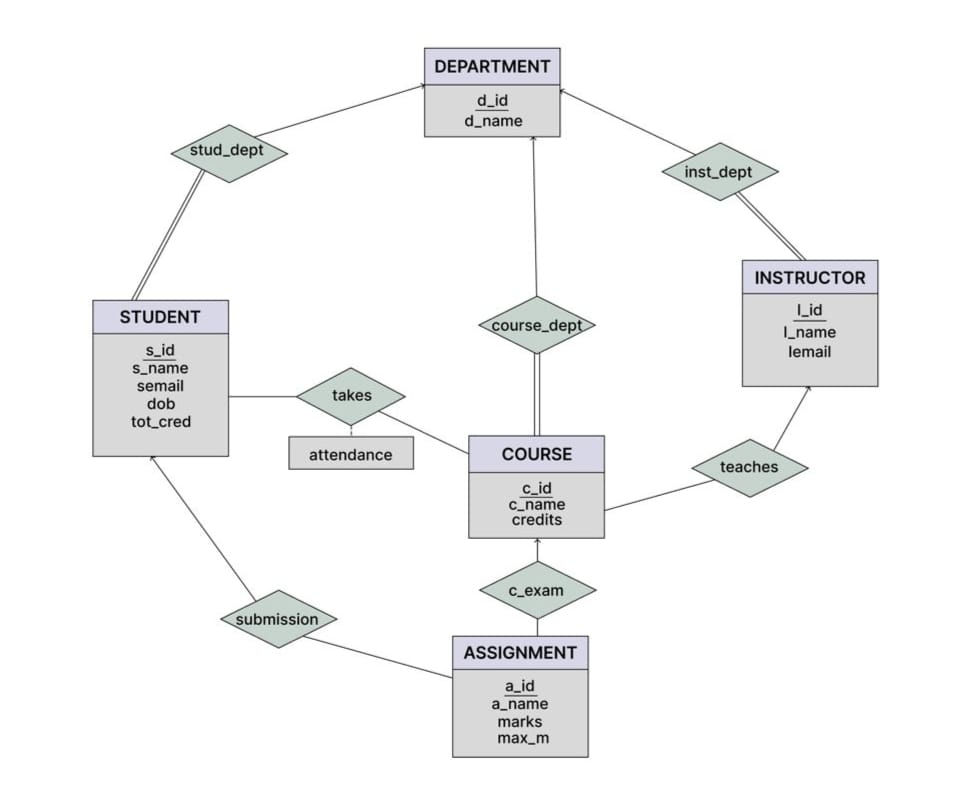 DEPARTMENT
d_id
d_name
stud_dept
inst_dept
INSTRUCTOR
I_id
I_name
Iemail
STUDENT
s_id
s_name
semail
dob
tot_cred
course_dept
takes
attendance
COURSE
c_id
c_name
credits
teaches
c_exam
submission
ASSIGNMENT
a_id
a_name
marks
max_m